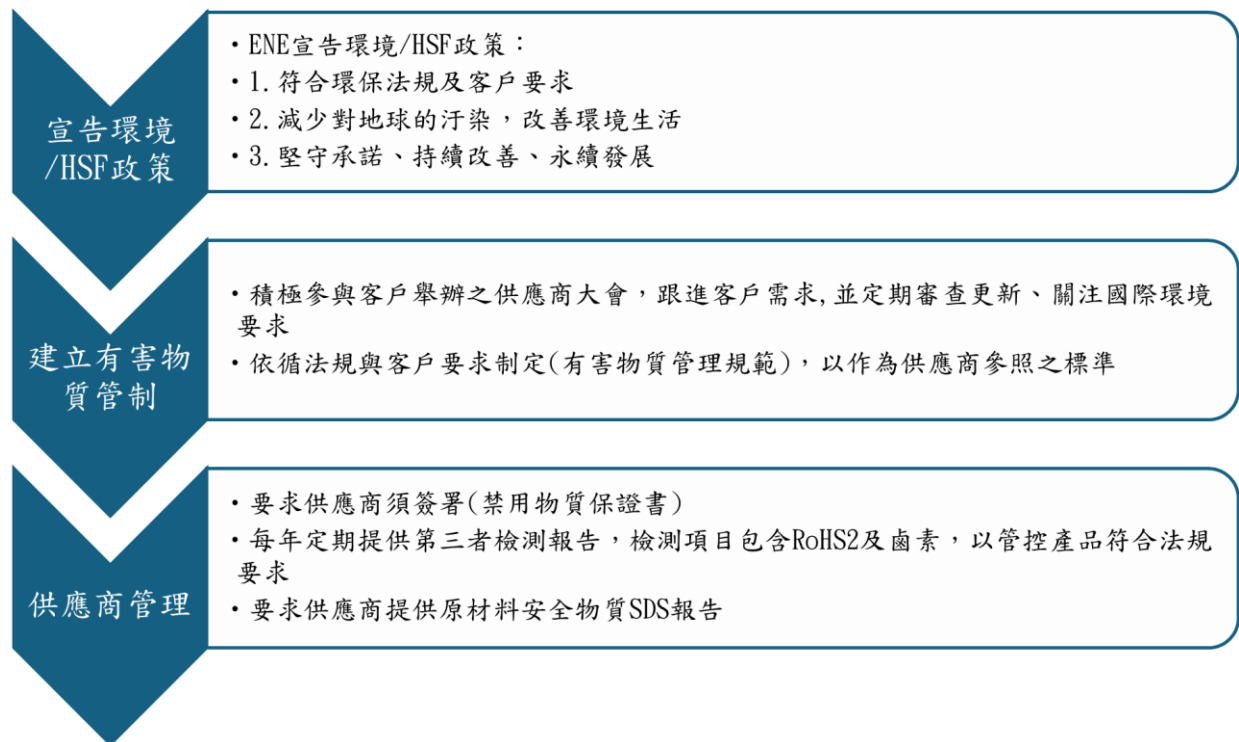 宣告環境
/HSF政策
・ENE宣告環境/HSF政策：
・1.符合環保法規及客戶要求
・2.減少對地球的汙染，改善環境生活
・3.堅守承諾、持續改善、永續發展
建立有害物
質管制
・積極參與客戶舉辦之供應商大會，跟進客戶需求,並定期審查更新、關注國際環境
要求
・依循法規與客戶要求制定(有害物質管理規範)，以作為供應商參照之標準
供應商管理
・要求供應商須簽署(禁用物質保證書)
・每年定期提供第三者檢測報告，檢測項目包含RoHS2及鹵素，以管控產品符合法規
要求
・要求供應商提供原材料安全物質SDS報告